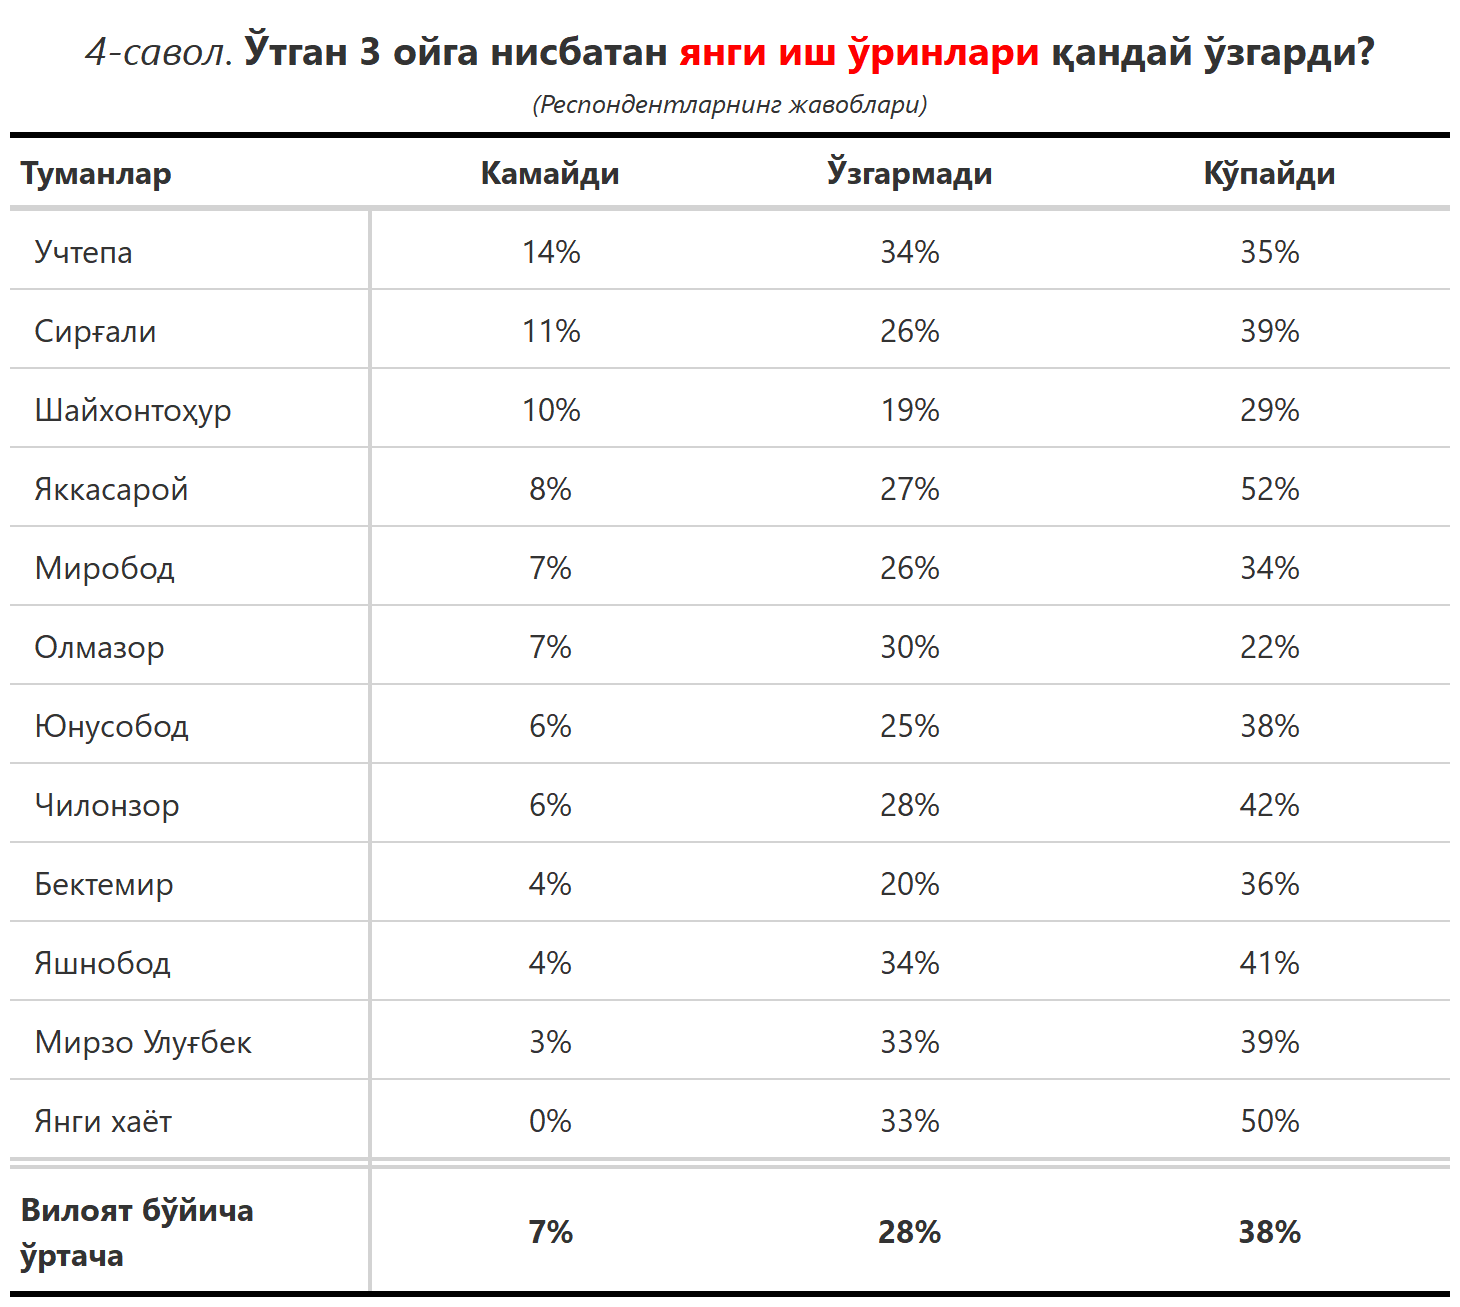 4-савол. Ўтган 3 ойга нисбатан янги иш ўринлари қандай ўзгарди?
(Респондентларнинг жавоблари)
Туманлар Камайди Ўзгармади Кўпайди
Учтепа 14% 34% 35%
Сирғали 11% 26% 39%
Шайхонтоҳур 10% 19% 29%
Яккасарой 8% 27% 52%
Миробод 7% 26% 34%
Олмазор 7% 30% 22%
Юнусобод 6% 25% 38%
Чилонзор 6% 28% 42%
Бектемир 4% 20% 36%
Яшнобод 4% 34% 41%
Мирзо Улуғбек 3% 33% 39%
Янги хаёт 0% 33% 50%
Вилоят бўйича
ўртача 7% 28% 38%